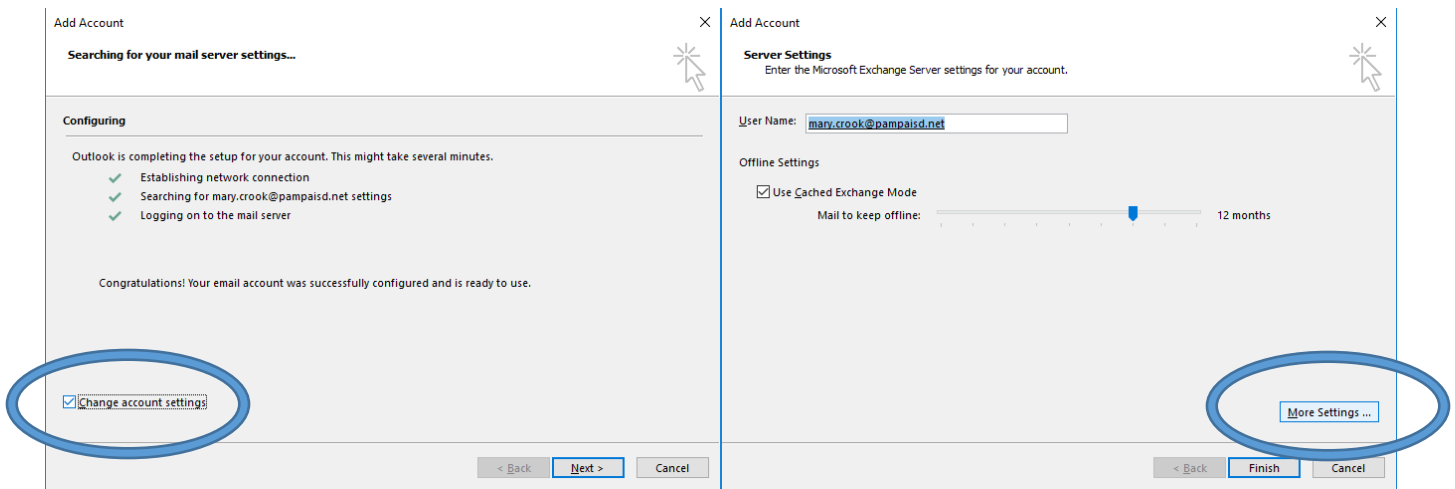 Add Account
Searching for your mail server settings...
Configuring
Outlook is completing the setup for your account. This might take several minutes.
Establishing network connection
Searching for mary.crook@pampaisd.net settings
Logging on to the mail server
Congratulations! Your email account was successfully configured and is ready to use.
Change account settings
< Back Next > Cancel
Add Account
Server Settings
Enter the Microsoft Exchange Server settings for your account.
User Name: mary.crook@pampaisd.net
Offline Settings
Use Cached Exchange Mode
Mail to keep offline: 12 months
More Settings ...
< Back Finish Cancel